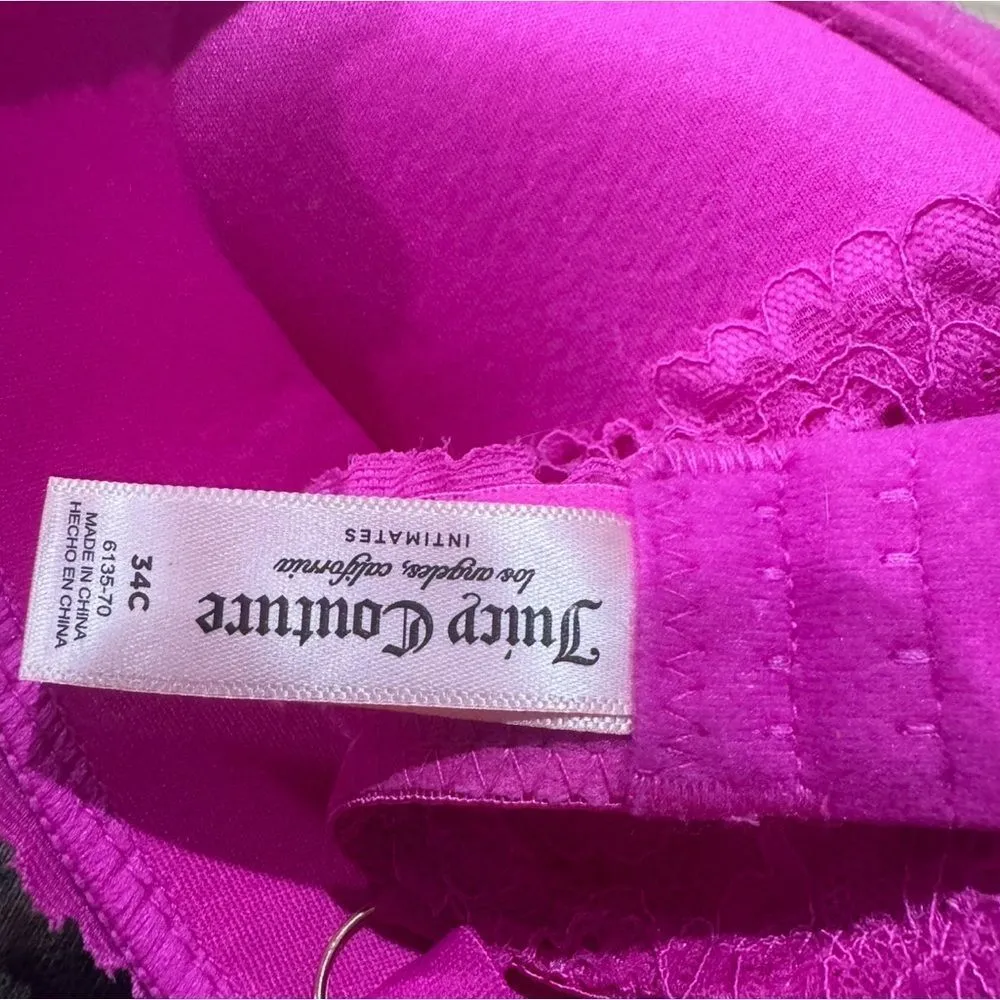 Juicy Couture
los angeles, california
INTIMATES
34C
6135-70
MADE IN CHINA
HECHO EN CHINA